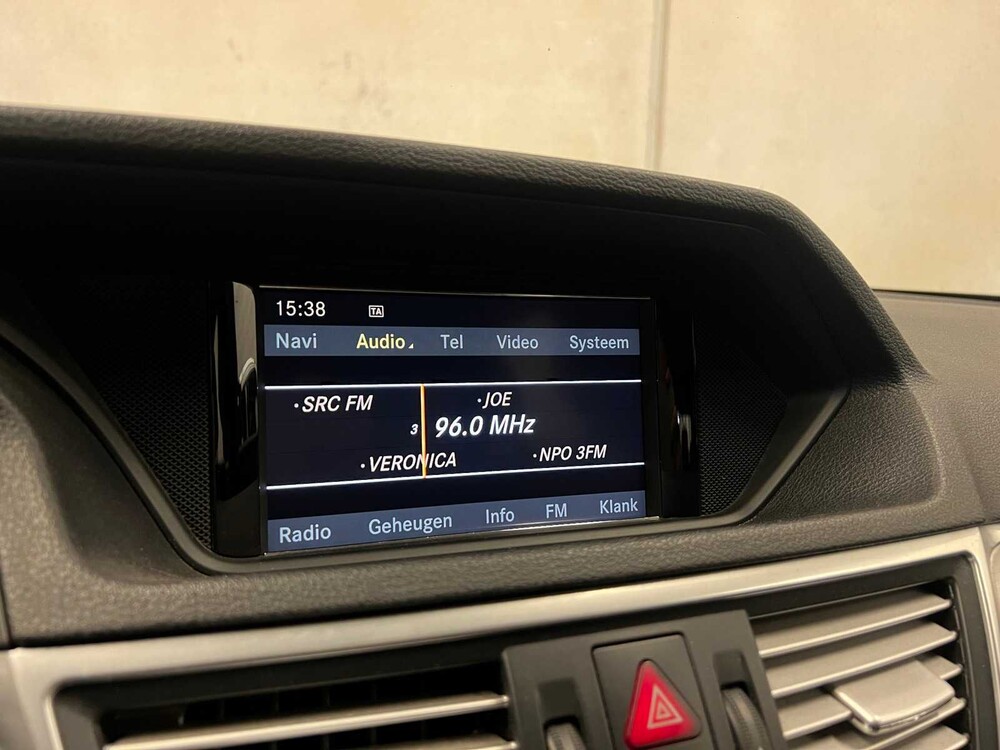 15:38 TA
Navi Audio Tel Video Systeem
•SRC FM •JOE
3 96.0 MHz
•VERONICA •NPO 3FM
Radio Geheugen Info FM Klank